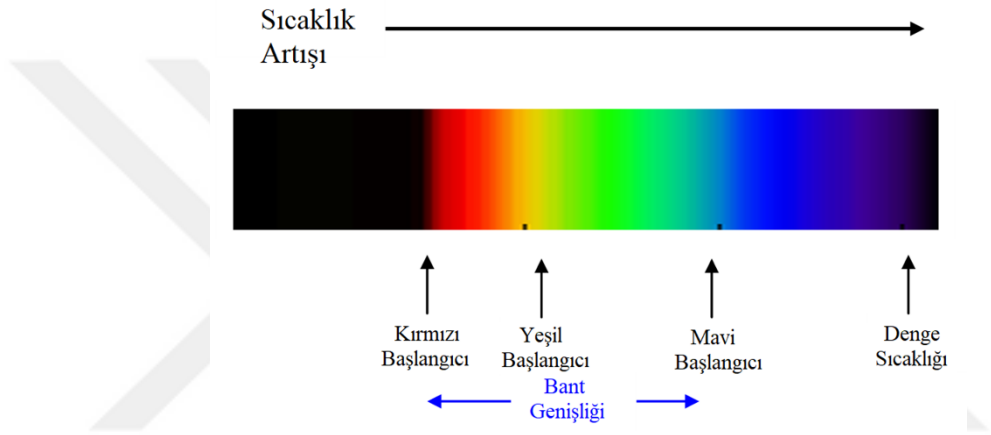 Sıcaklık
Artışı
Kırmızı
Başlangıcı
Yeşil
Başlangıcı
Mavi
Başlangıcı
Denge
Sıcaklığı
Bant
Genişliği